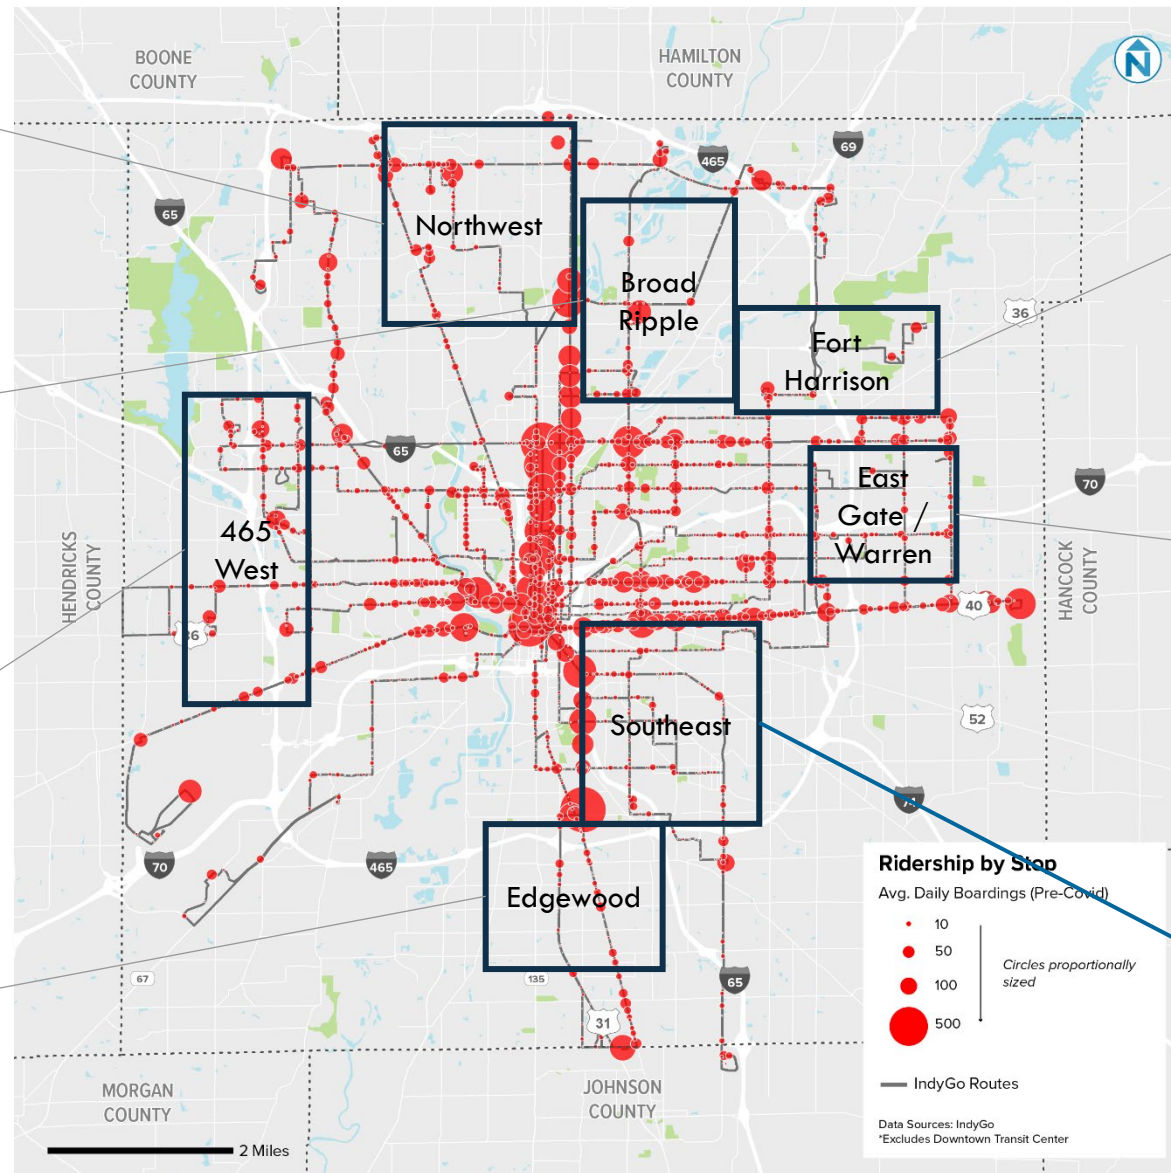 BOONE
COUNTY
HAMILTON
COUNTY
N
69
465
65
Northwest
Broad
Ripple
36
Fort
Harrison
65
East
Gate /
Warren
70
465
West
HENDRICKS
COUNTY
HANCOCK
COUNTY
40
36
52
Southeast
74
70
465
Edgewood
67
135
65
31
MORGAN
COUNTY
JOHNSON
COUNTY
2 Miles
Ridership by Stop
Avg. Daily Boardings (Pre-Covid)
10
50
100
500
Circles proportionally
sized
IndyGo Routes
Data Sources: IndyGo
*Excludes Downtown Transit Center